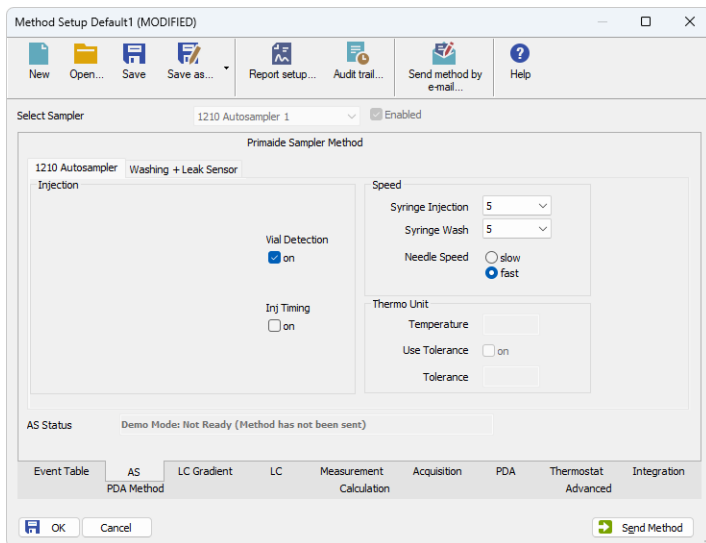 Method Setup Default1 (MODIFIED)
New Open... Save Save as... Report setup... Audit trail... Send method by e-mail... Help
Select Sampler 1210 Autosampler 1 Enabled
Primaide Sampler Method
1210 Autosampler Washing + Leak Sensor
Injection
Vial Detection
on
Inj Timing
on
Speed
Syringe Injection 5
Syringe Wash 5
Needle Speed slow
fast
Thermo Unit
Temperature
Use Tolerance on
Tolerance
AS Status Demo Mode: Not Ready (Method has not been sent)
Event Table AS LC Gradient LC Measurement Acquisition PDA Thermostat Integration
PDA Method Calculation Advanced
OK Cancel Send Method